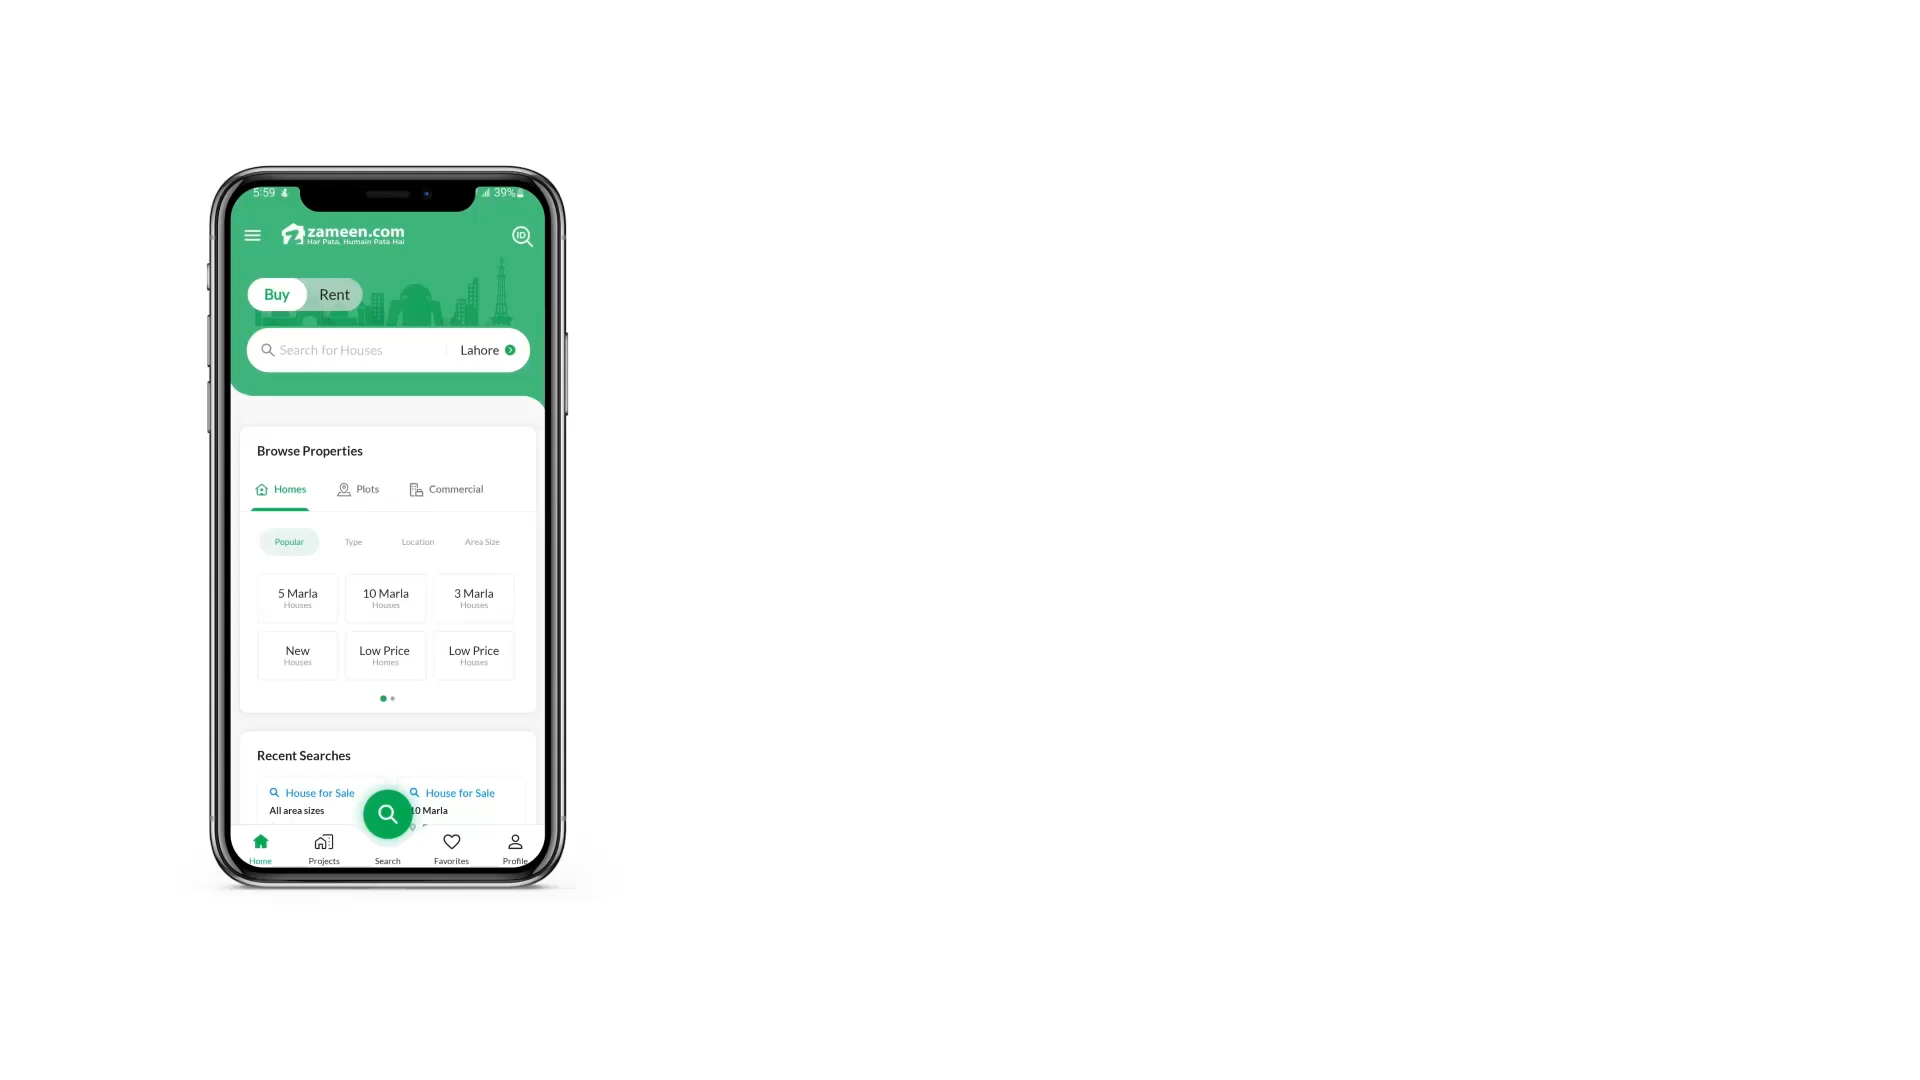 5:59
39%
zameen.com
Har Pata, Humain Pata Hai
ID
Buy Rent
Search for Houses Lahore
Browse Properties
Homes Plots Commercial
Popular Type Location Area Size
5 Marla 10 Marla 3 Marla
Houses Houses Houses
New Low Price Low Price
Houses Homes Houses
Recent Searches
House for Sale House for Sale
All area sizes 10 Marla
Home Projects Search Favorites Profile